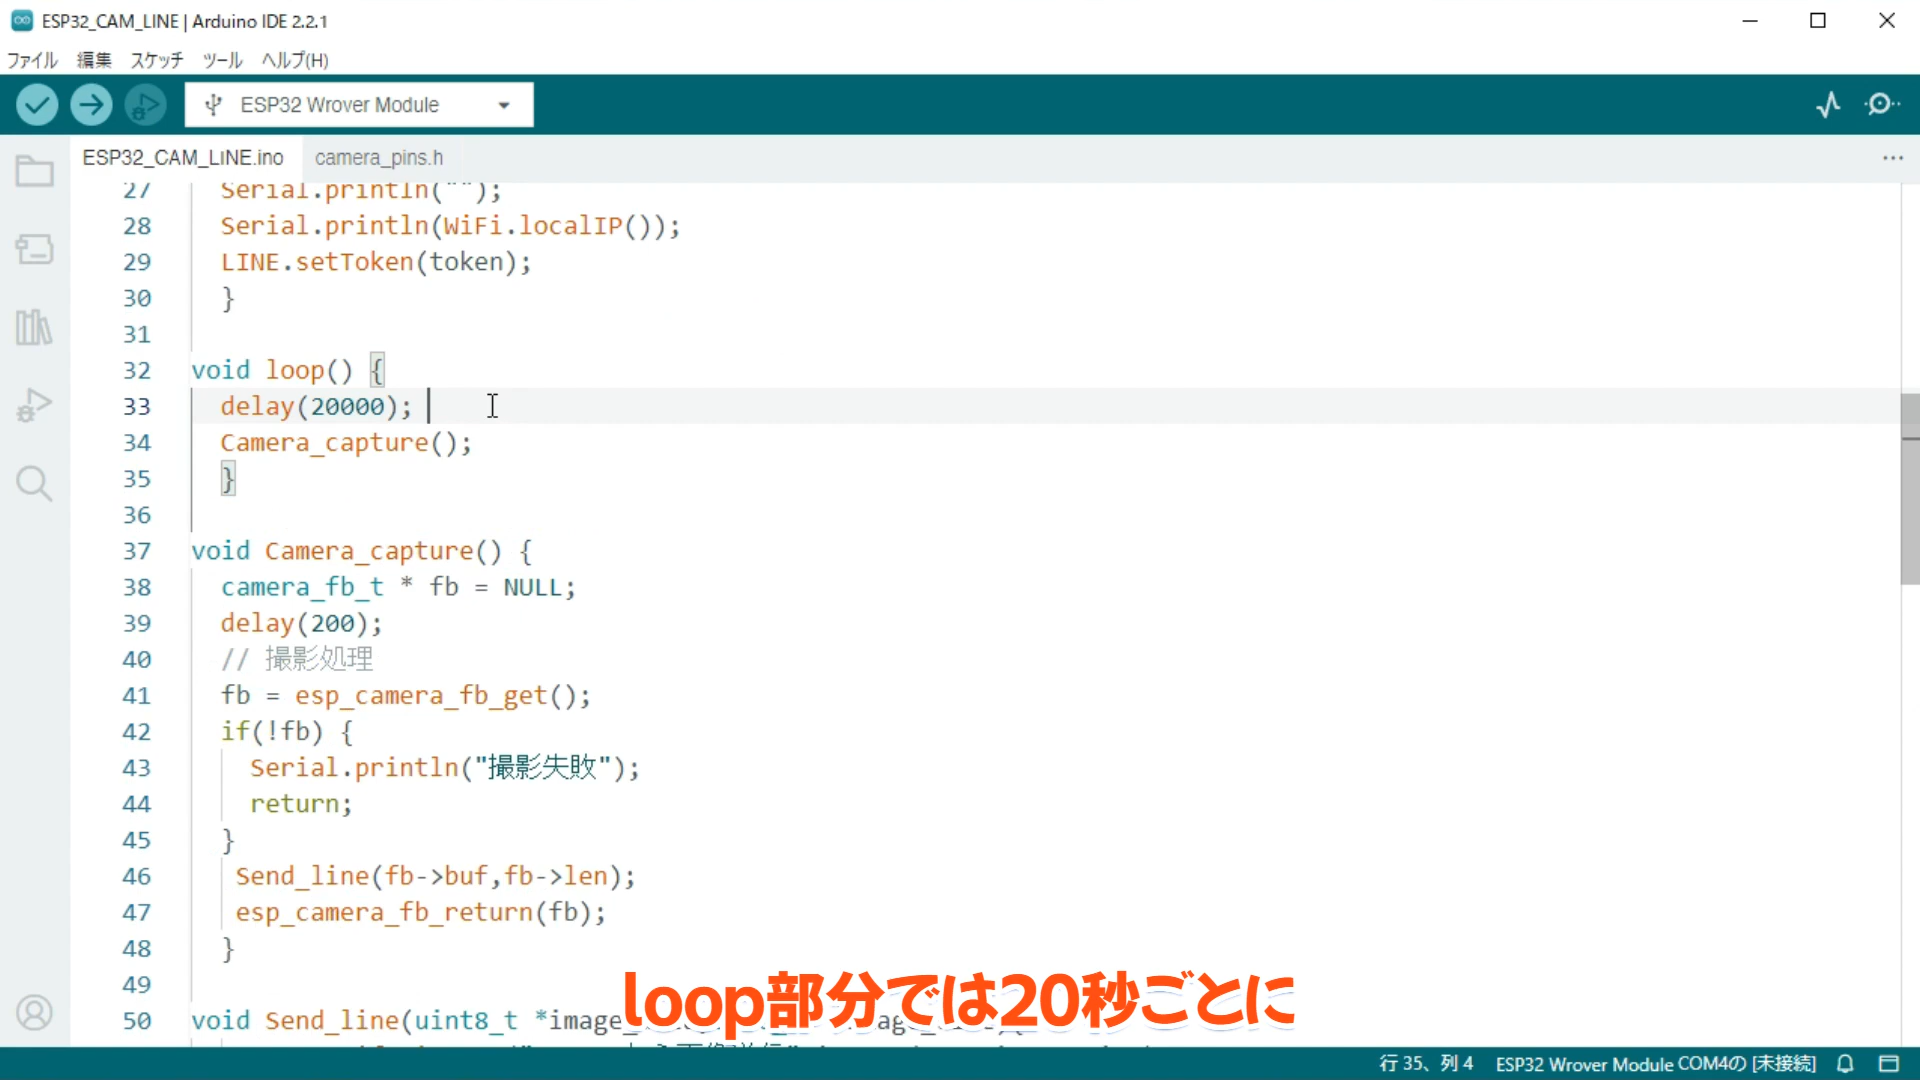 ESP32_CAM_LINE | Arduino IDE 2.2.1
ファイル 編集 スケッチ ツール ヘルプ(H)
ESP32 Wrover Module
ESP32_CAM_LINE.ino camera_pins.h
27 Serial.println("");
28 Serial.println(WiFi.localIP());
29 LINE.setToken(token);
30 }
31
32 void loop() {
33 delay(20000);
34 Camera_capture();
35 }
36
37 void Camera_capture() {
38 camera_fb_t * fb = NULL;
39 delay(200);
40 // 撮影処理
41 fb = esp_camera_fb_get();
42 if(!fb) {
43 Serial.println("撮影失敗");
44 return;
45 }
46 Send_line(fb->buf,fb->len);
47 esp_camera_fb_return(fb);
48 }
49
50 void Send_line(uint8_t *image_
loop部分では20秒ごとに
行 35、列 4 ESP32 Wrover Module COM4の [未接続]